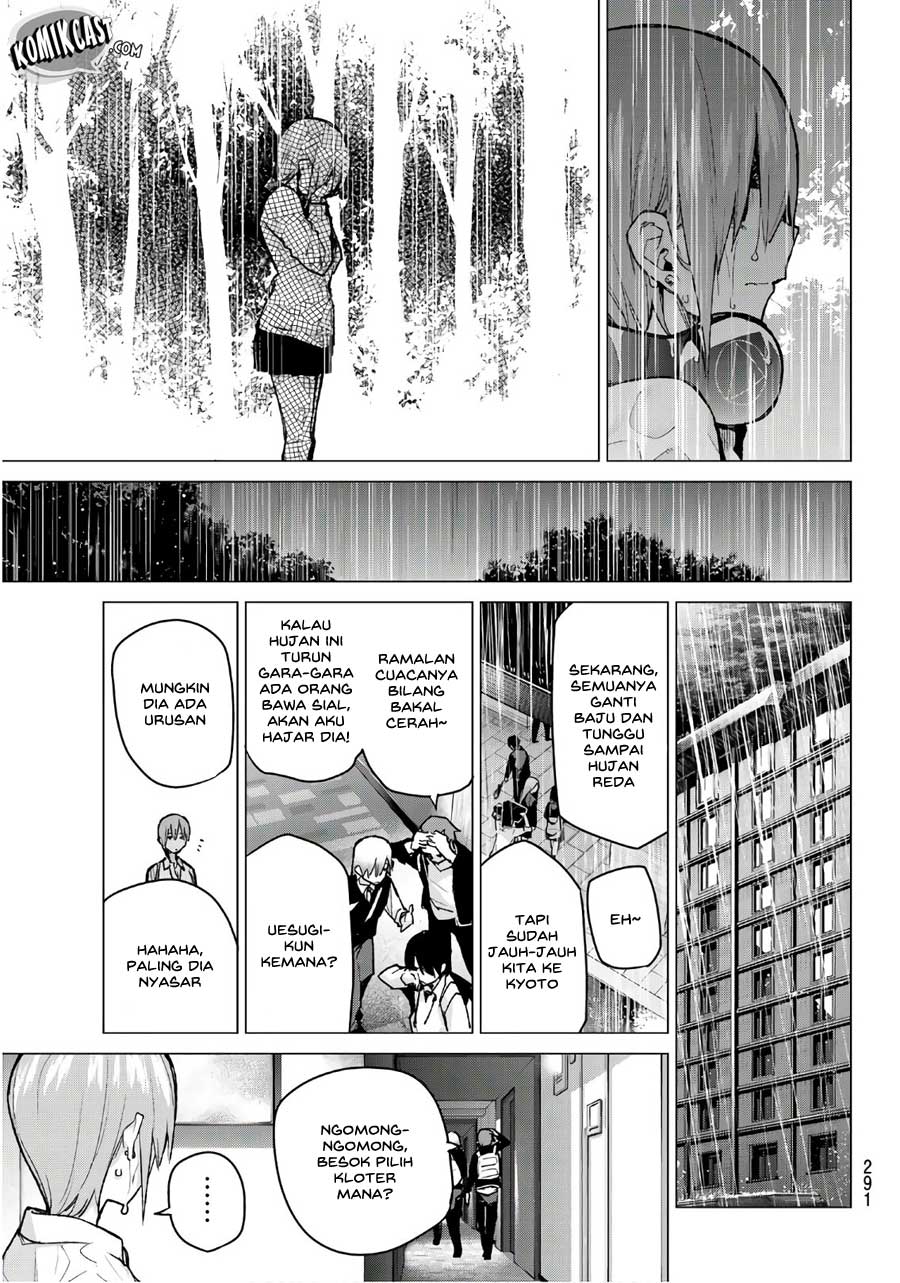 KOMIKCAST
.COM
SEKARANG,
SEMUANYA
GANTI
BAJU DAN
TUNGGU
SAMPAI
HUJAN
REDA
EH~
TAPI
SUDAH
JAUH-JAUH
KITA KE
KYOTO
RAMALAN
CUACANYA
BILANG
BAKAL
CERAH~
KALAU
HUJAN INI
TURUN
GARA-GARA
ADA ORANG
BAWA SIAL,
AKAN AKU
HAJAR DIA!
UESUGI-
KUN
KEMANA?
MUNGKIN
DIA ADA
URUSAN
HAHAHA,
PALING DIA
NYASAR
NGOMONG-
NGOMONG,
BESOK PILIH
KLOTER
MANA?
......
291